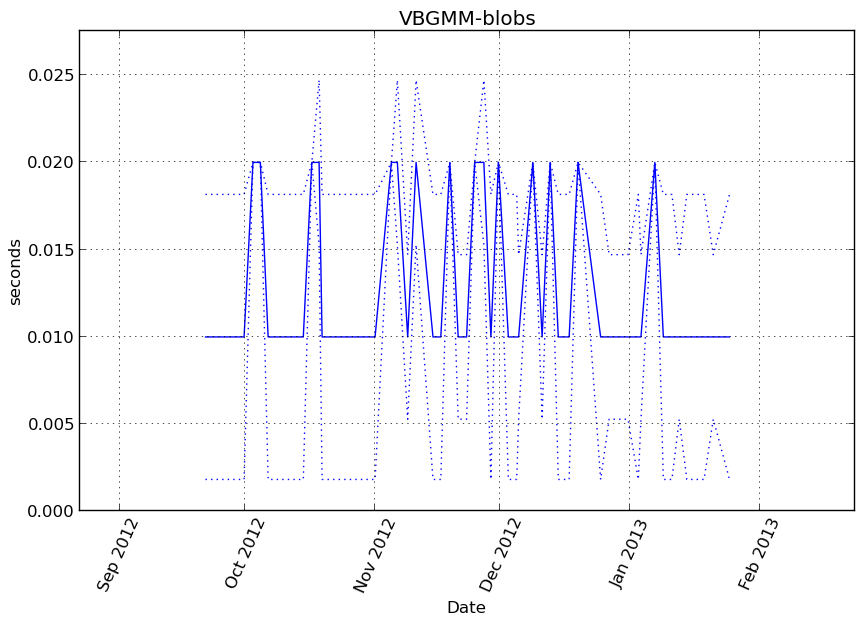 VBGMM-blobs
0.025
0.020
0.015
0.010
0.005
0.000
seconds
Sep 2012
Oct 2012
Nov 2012
Dec 2012
Jan 2013
Feb 2013
Date